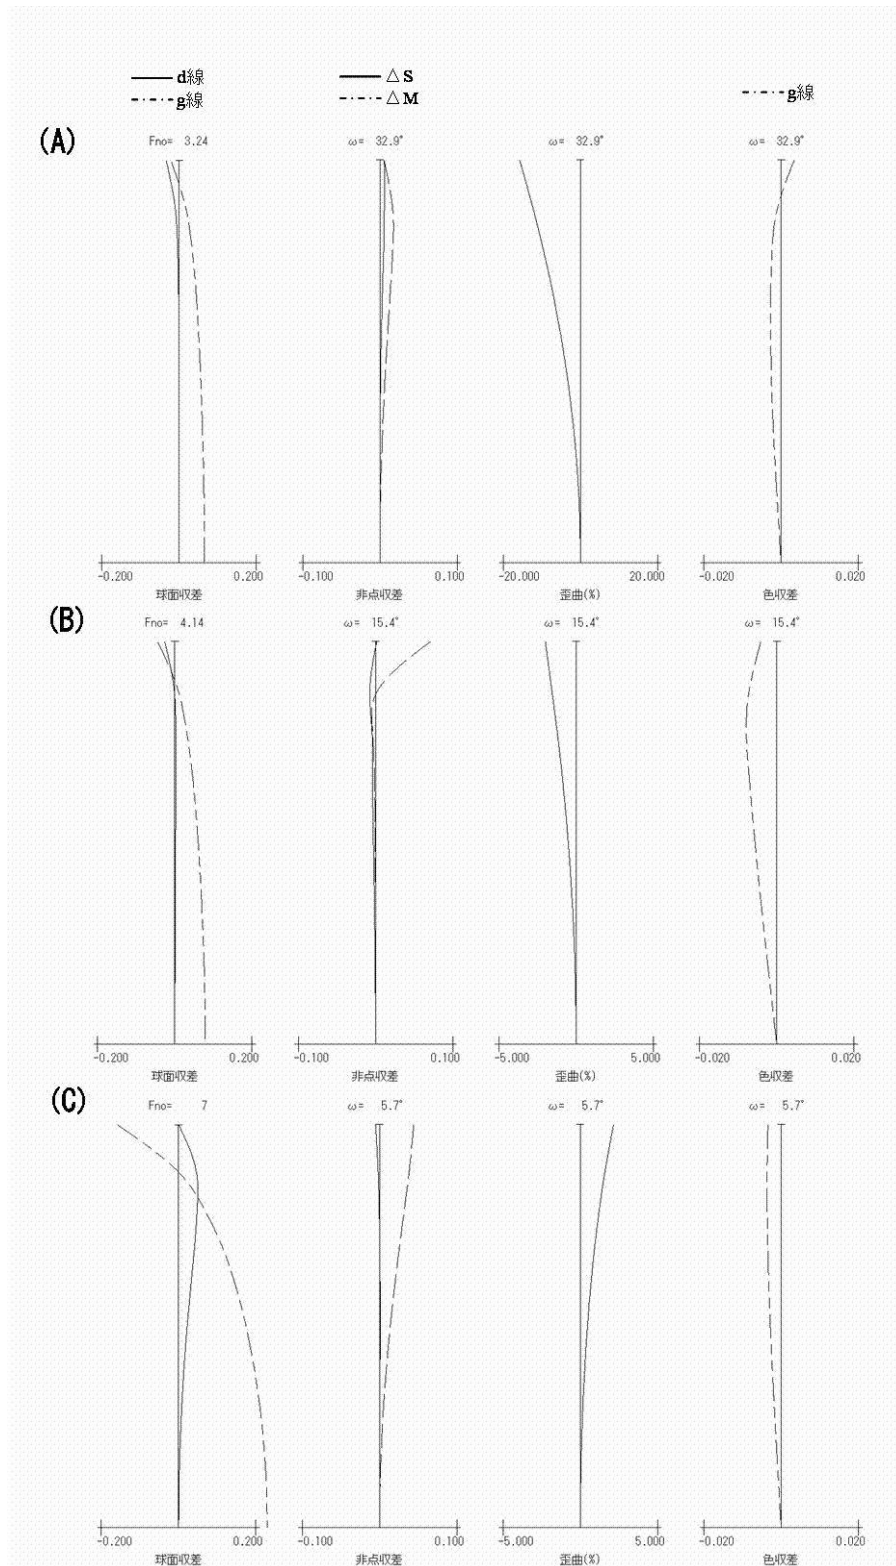 d線 △S
g線 △M g線
(A)
Fno= 3.24 ω= 32.9° ω= 32.9° ω= 32.9°
-0.200 0.200 -0.100 0.100 -20.000 20.000 -0.020 0.020
球面収差 非点収差 歪曲(%) 色収差
(B)
Fno= 4.14 ω= 15.4° ω= 15.4° ω= 15.4°
-0.200 0.200 -0.100 0.100 -5.000 5.000 -0.020 0.020
球面収差 非点収差 歪曲(%) 色収差
(C)
Fno= 7 ω= 5.7° ω= 5.7° ω= 5.7°
-0.200 0.200 -0.100 0.100 -5.000 5.000 -0.020 0.020
球面収差 非点収差 歪曲(%) 色収差